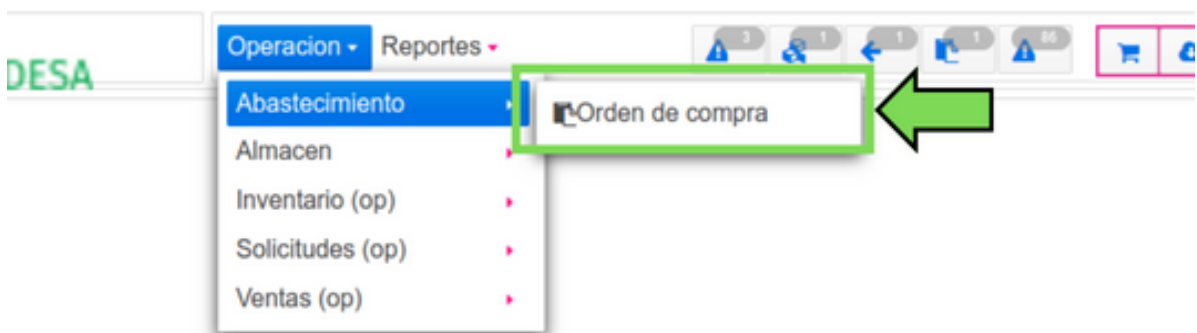 Operacion Reportes
3 1 1 1 86
DESA
Abastecimiento
Orden de compra
Almacen
Inventario (op)
Solicitudes (op)
Ventas (op)